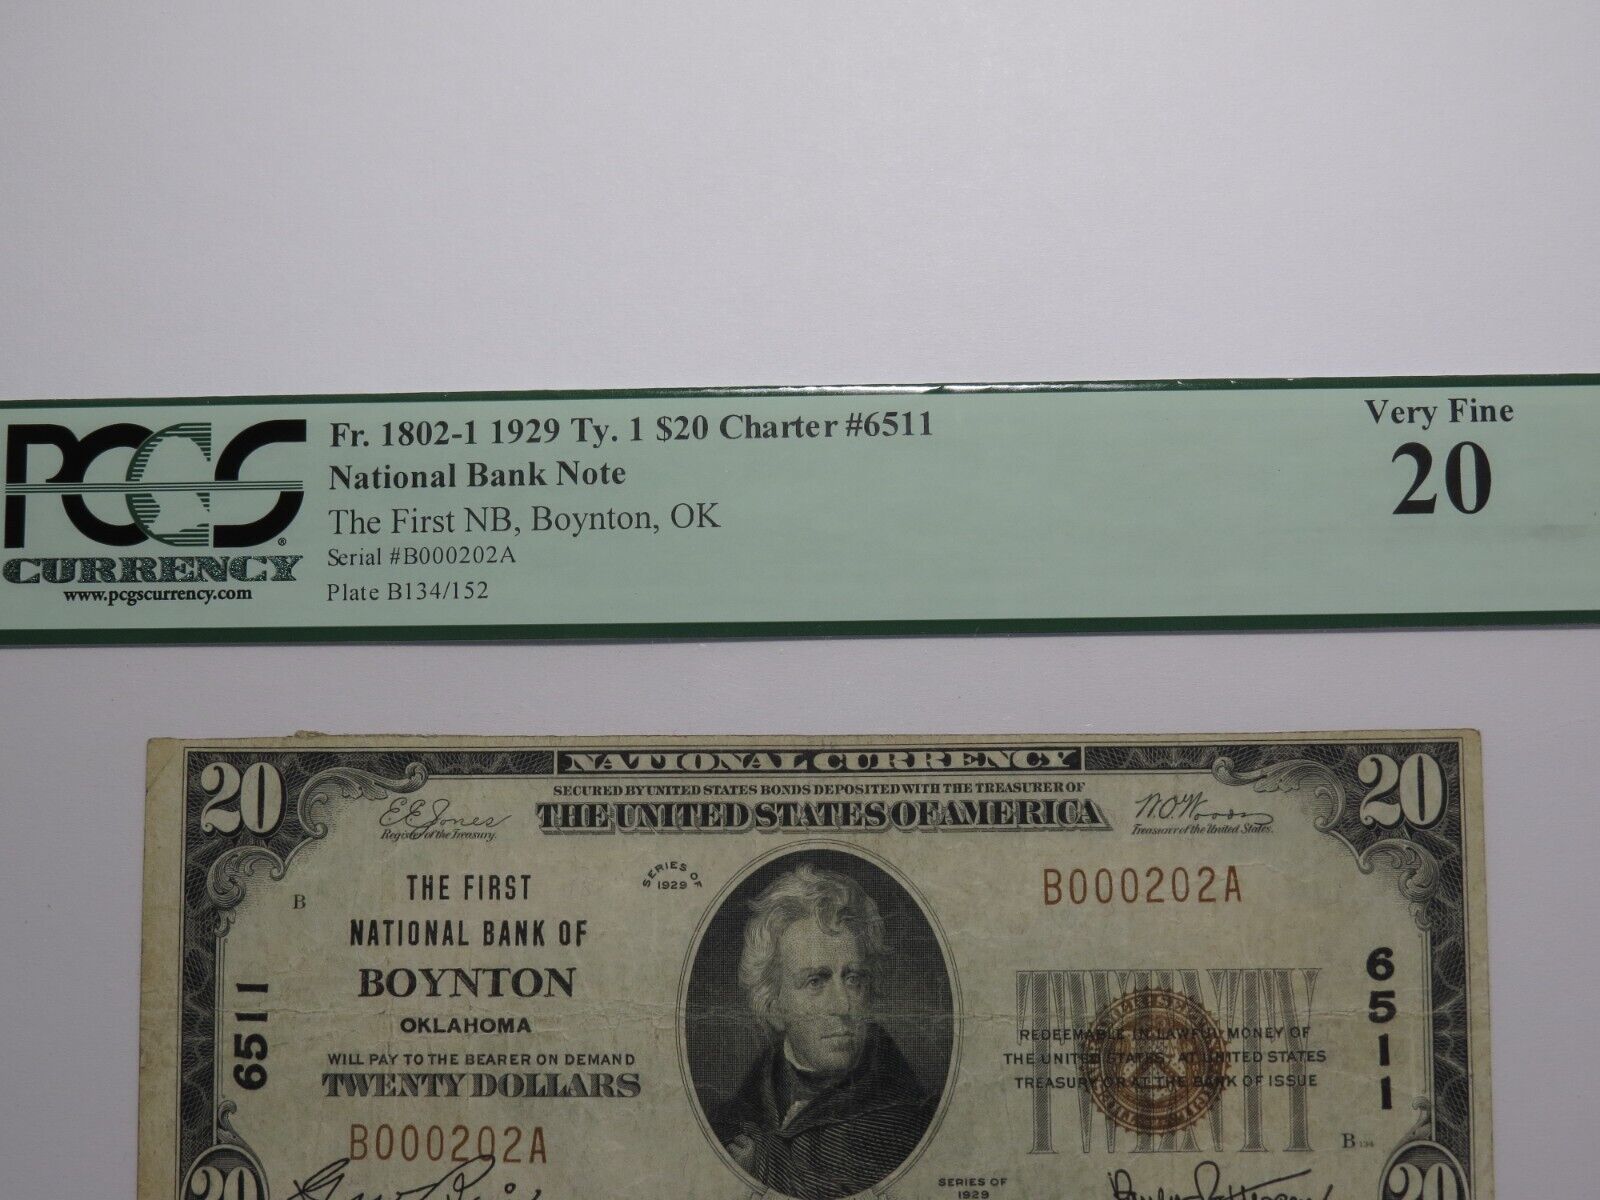 PCGS
CURRENCY
www.pcgscurrency.com
Fr. 1802-1 1929 Ty. 1 $20 Charter #6511
National Bank Note
The First NB, Boynton, OK
Serial #B000202A
Plate B134/152
Very Fine
20
NATIONAL CURRENCY
SECURED BY UNITED STATES BONDS DEPOSITED WITH THE TREASURER OF
THE UNITED STATES OF AMERICA
20
20
E E Jones
Register of the Treasury.
W.O. Woods
Treasurer of the United States.
SERIES OF
1929
B
THE FIRST
NATIONAL BANK OF
BOYNTON
OKLAHOMA
WILL PAY TO THE BEARER ON DEMAND
TWENTY DOLLARS
B000202A
B000202A
6511
6511
TWENTY
REDEEMABLE IN LAWFUL MONEY OF
THE UNITED STATES AT UNITED STATES
TREASURY OR AT THE BANK OF ISSUE
B134
SERIES OF
1929
20
20